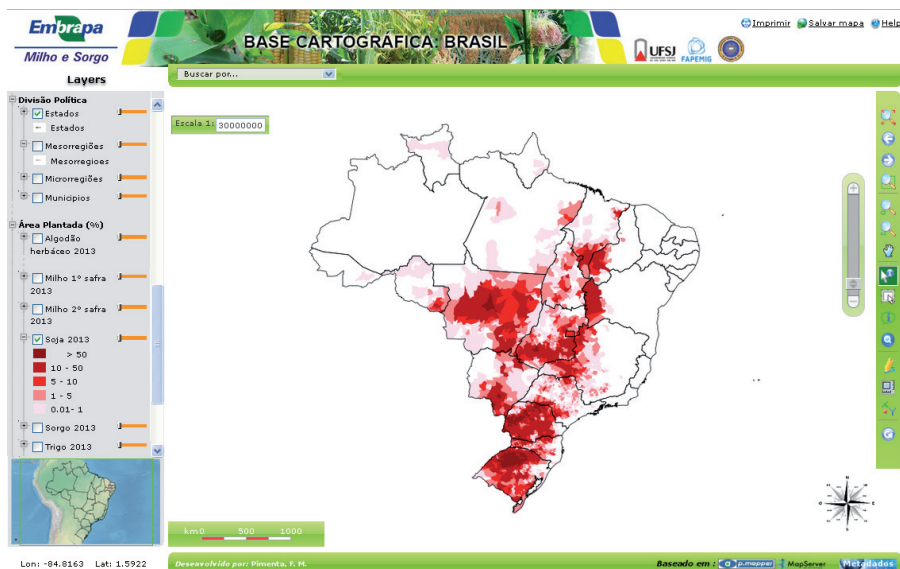 Embrapa
Milho e Sorgo
BASE CARTOGRÁFICA: BRASIL
UFSJ
FAPEMIG
Imprimir
Salvar mapa
Help
Layers
Buscar por...
Divisão Política
Estados
Estados
Mesorregiões
Mesorregioes
Microrregiões
Municipios
Área Plantada (%)
Algodão
herbáceo 2013
Milho 1º safra
2013
Milho 2º safra
2013
Soja 2013
> 50
10 - 50
5 - 10
1 - 5
0.01- 1
Sorgo 2013
Trigo 2013
Escala 1: 30000000
km0 500 1000
Lon: -84.8163 Lat: 1.5922
Desenvolvido por: Pimenta, F. M.
Baseado em : p.mapper MapServer Metadados